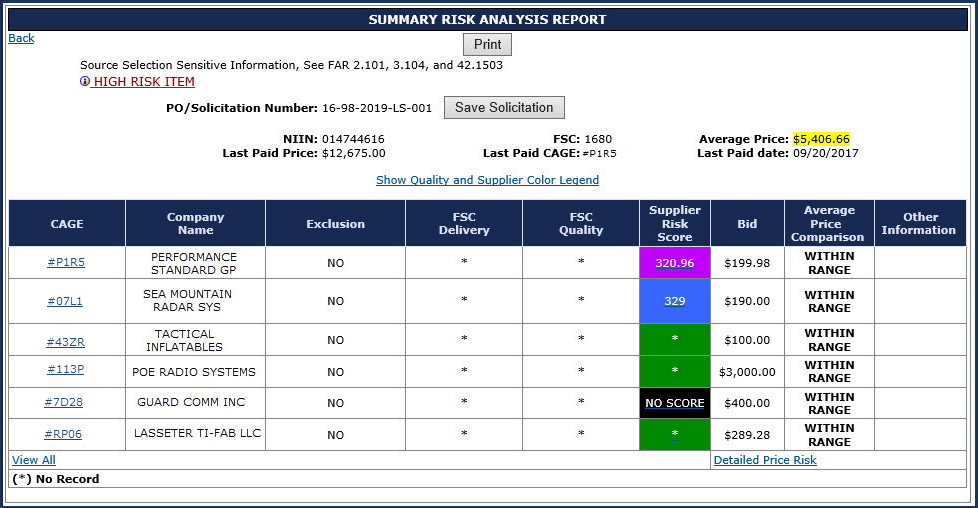 SUMMARY RISK ANALYSIS REPORT
Back
Print
Source Selection Sensitive Information, See FAR 2.101, 3.104, and 42.1503
HIGH RISK ITEM
PO/Solicitation Number: 16-98-2019-LS-001 Save Solicitation
NIIN: 014744616 FSC: 1680 Average Price: $5,406.66
Last Paid Price: $12,675.00 Last Paid CAGE: #P1R5 Last Paid date: 09/20/2017
Show Quality and Supplier Color Legend
CAGE Company Name Exclusion FSC Delivery FSC Quality Supplier Risk Score Bid Average Price Comparison Other Information
#P1R5 PERFORMANCE STANDARD GP NO * * 320.96 $199.98 WITHIN RANGE
#07L1 SEA MOUNTAIN RADAR SYS NO * * 329 $190.00 WITHIN RANGE
#43ZR TACTICAL INFLATABLES NO * * * $100.00 WITHIN RANGE
#113P POE RADIO SYSTEMS NO * * * $3,000.00 WITHIN RANGE
#7D28 GUARD COMM INC NO * * NO SCORE $400.00 WITHIN RANGE
#RP06 LASSETER TI-FAB LLC NO * * * $289.28 WITHIN RANGE
View All Detailed Price Risk
(*) No Record